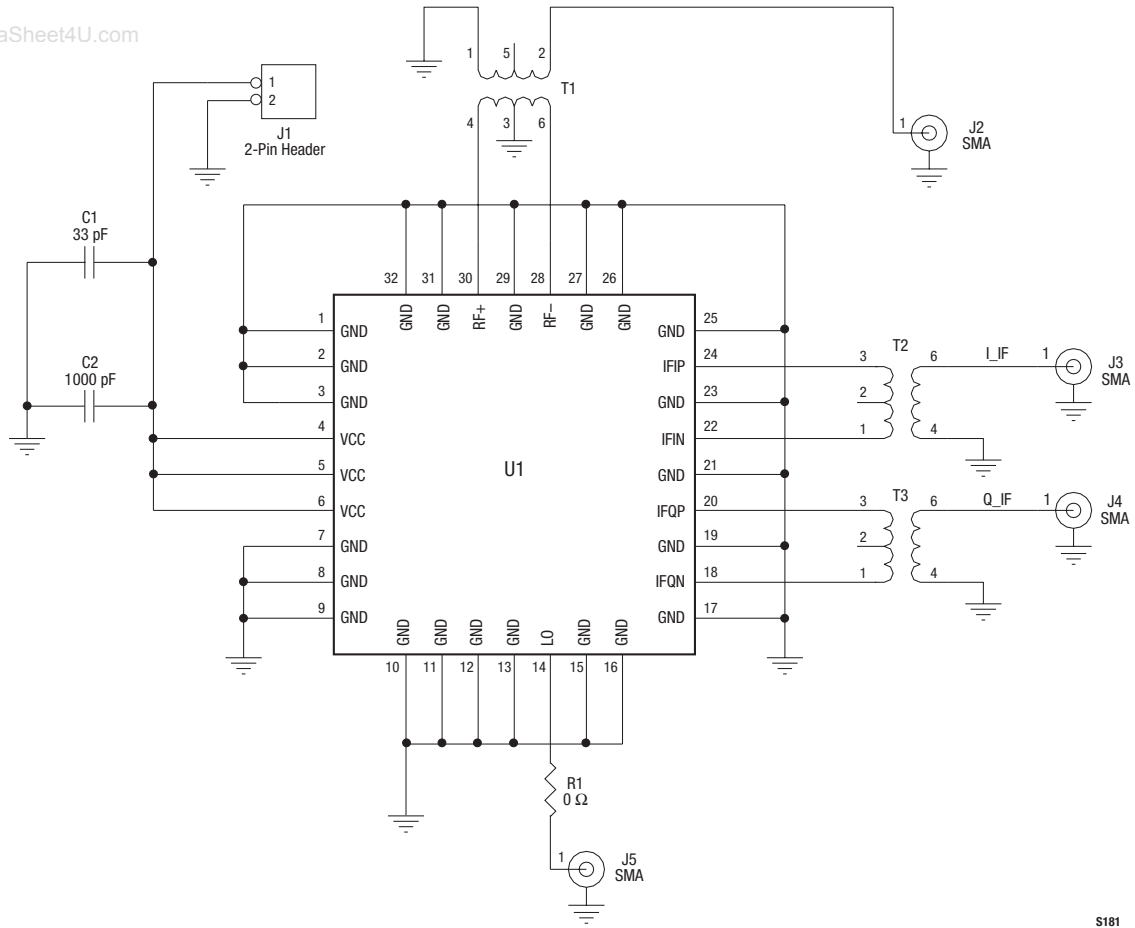 aSheet4U.com
1 5 2
T1
4 3 6
1
2
J1
2-Pin Header
1
J2
SMA
C1
33 pF
C2
1000 pF
32 31 30 29 28 27 26
GND GND RF+ GND RF– GND GND
1 GND
2 GND
3 GND
4 VCC
5 VCC
6 VCC
7 GND
8 GND
9 GND
U1
GND 25
IFIP 24
GND 23
IFIN 22
GND 21
IFQP 20
GND 19
IFQN 18
GND 17
T2
3 6
2
1 4
I_IF
1
J3
SMA
T3
3 6
2
1 4
Q_IF
1
J4
SMA
GND GND GND GND LO GND GND
10 11 12 13 14 15 16
R1
0 Ω
1
J5
SMA
S181